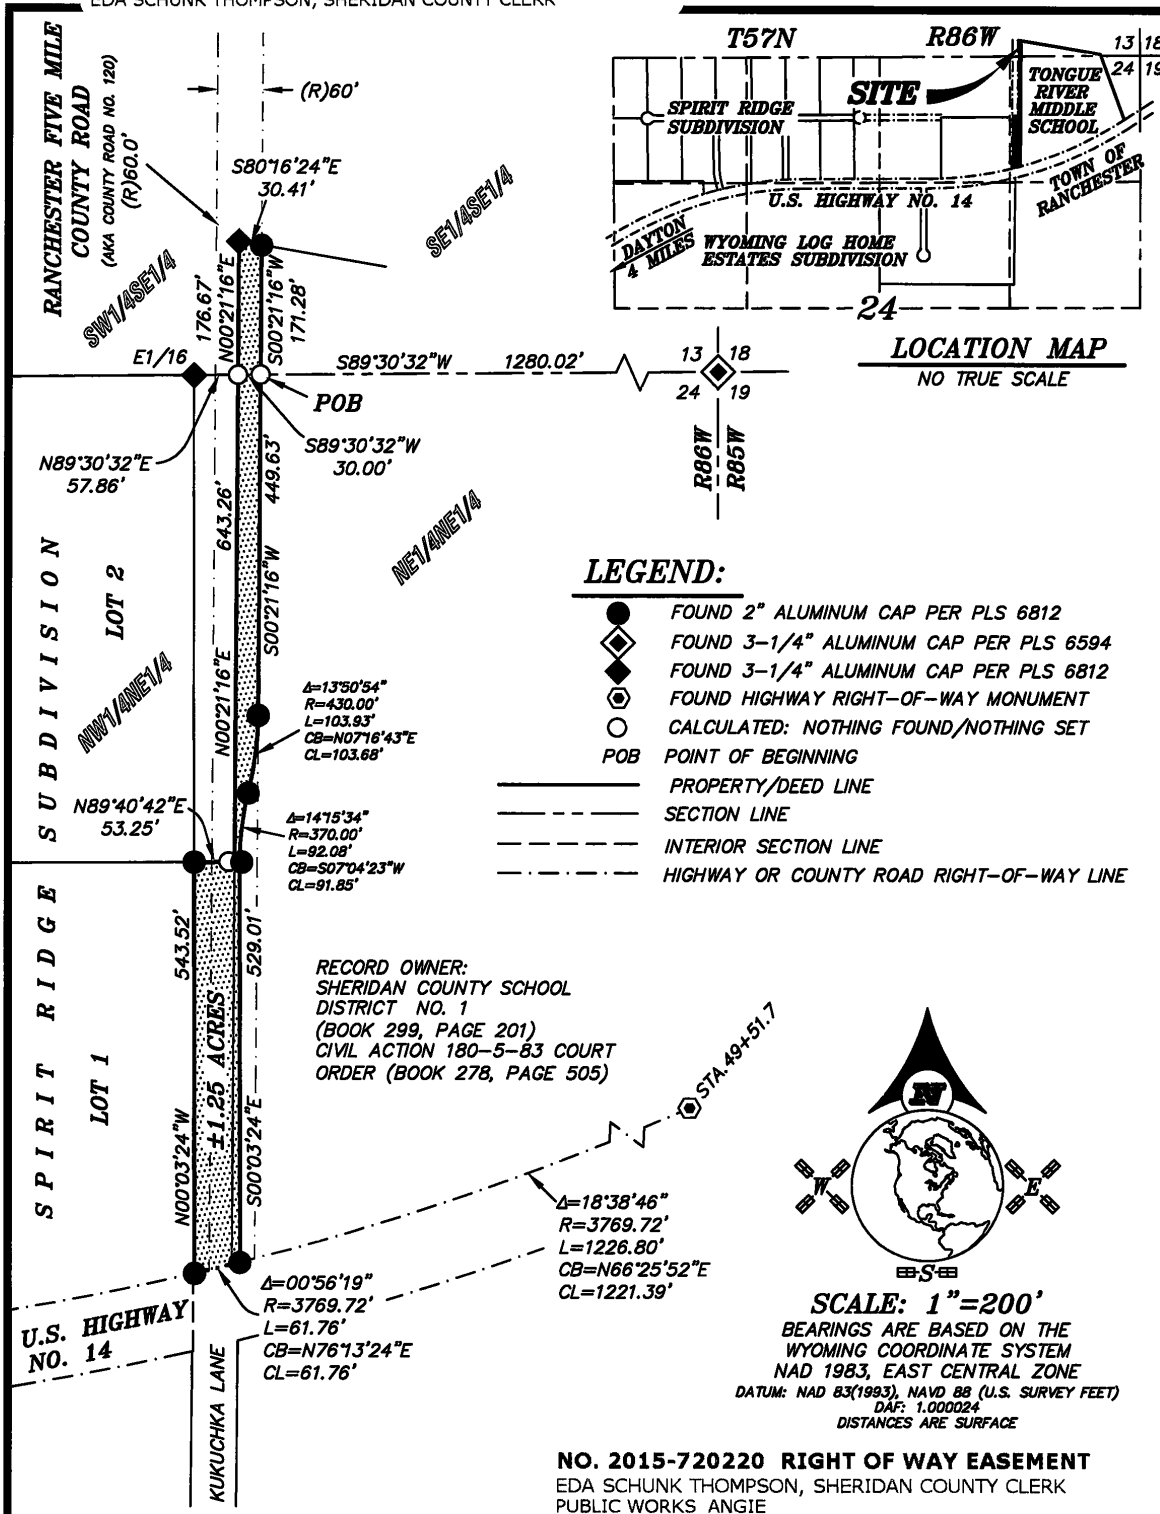 EDA SCHUNK THOMPSON, SHERIDAN COUNTY CLERK
RANCHESTER FIVE MILE
COUNTY ROAD
(AKA COUNTY ROAD NO. 120)
(R)60.0'
(R)60'
S80°16'24"E
30.41'
SW1/4SE1/4
SE1/4SE1/4
176.67'
N00°21'16"E
S00°21'16"W
171.28'
E1/16
S89°30'32"W
1280.02'
13
18
24
19
R86W
R85W
POB
S89°30'32"W
30.00'
N89°30'32"E
57.86'
643.26'
449.63'
NE1/4NE1/4
N00°21'16"E
S00°21'16"W
SPIRIT RIDGE SUBDIVISION
LOT 2
NW1/4NE1/4
Δ=13°50'54"
R=430.00'
L=103.93'
CB=N07°16'43"E
CL=103.68'
N89°40'42"E
53.25'
Δ=14°15'34"
R=370.00'
L=92.08'
CB=S07°04'23"W
CL=91.85'
543.52'
529.01'
LOT 1
N00°03'24"W
±1.25 ACRES
S00°03'24"E
RECORD OWNER:
SHERIDAN COUNTY SCHOOL
DISTRICT NO. 1
(BOOK 299, PAGE 201)
CIVIL ACTION 180-5-83 COURT
ORDER (BOOK 278, PAGE 505)
STA. 49+51.7
Δ=18°38'46"
R=3769.72'
L=1226.80'
CB=N66°25'52"E
CL=1221.39'
Δ=00°56'19"
R=3769.72'
L=61.76'
CB=N76°13'24"E
CL=61.76'
U.S. HIGHWAY
NO. 14
KUKUCHKA LANE
T57N
R86W
13
18
24
19
SITE
SPIRIT RIDGE
SUBDIVISION
TONGUE
RIVER
MIDDLE
SCHOOL
TOWN OF
RANCHESTER
U.S. HIGHWAY NO. 14
DAYTON
4 MILES
WYOMING LOG HOME
ESTATES SUBDIVISION
24
LOCATION MAP
NO TRUE SCALE
LEGEND:
FOUND 2" ALUMINUM CAP PER PLS 6812
FOUND 3-1/4" ALUMINUM CAP PER PLS 6594
FOUND 3-1/4" ALUMINUM CAP PER PLS 6812
FOUND HIGHWAY RIGHT-OF-WAY MONUMENT
CALCULATED: NOTHING FOUND/NOTHING SET
POB POINT OF BEGINNING
PROPERTY/DEED LINE
SECTION LINE
INTERIOR SECTION LINE
HIGHWAY OR COUNTY ROAD RIGHT-OF-WAY LINE
N
W
E
S
SCALE: 1"=200'
BEARINGS ARE BASED ON THE
WYOMING COORDINATE SYSTEM
NAD 1983, EAST CENTRAL ZONE
DATUM: NAD 83(1993), NAVD 88 (U.S. SURVEY FEET)
DAF: 1.000024
DISTANCES ARE SURFACE
NO. 2015-720220 RIGHT OF WAY EASEMENT
EDA SCHUNK THOMPSON, SHERIDAN COUNTY CLERK
PUBLIC WORKS ANGIE